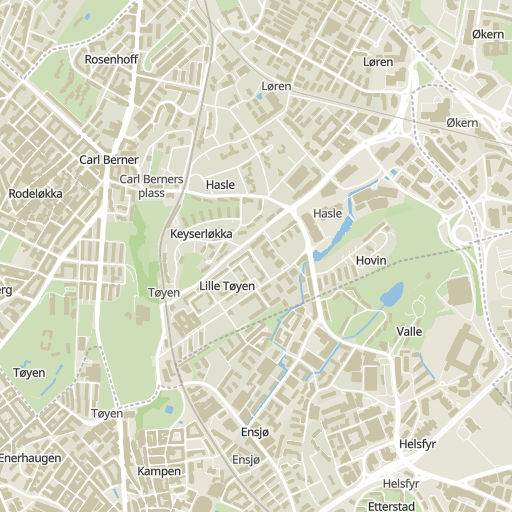 Økern
Rosenhoff
Løren
Løren
Økern
Carl Berner
Carl Berners
plass
Hasle
Rodeløkka
Hasle
Keyserløkka
Hovin
Lille Tøyen
Tøyen
erg
Valle
Tøyen
Tøyen
Ensjø
Helsfyr
Enerhaugen
Ensjø
Kampen
Helsfyr
Etterstad